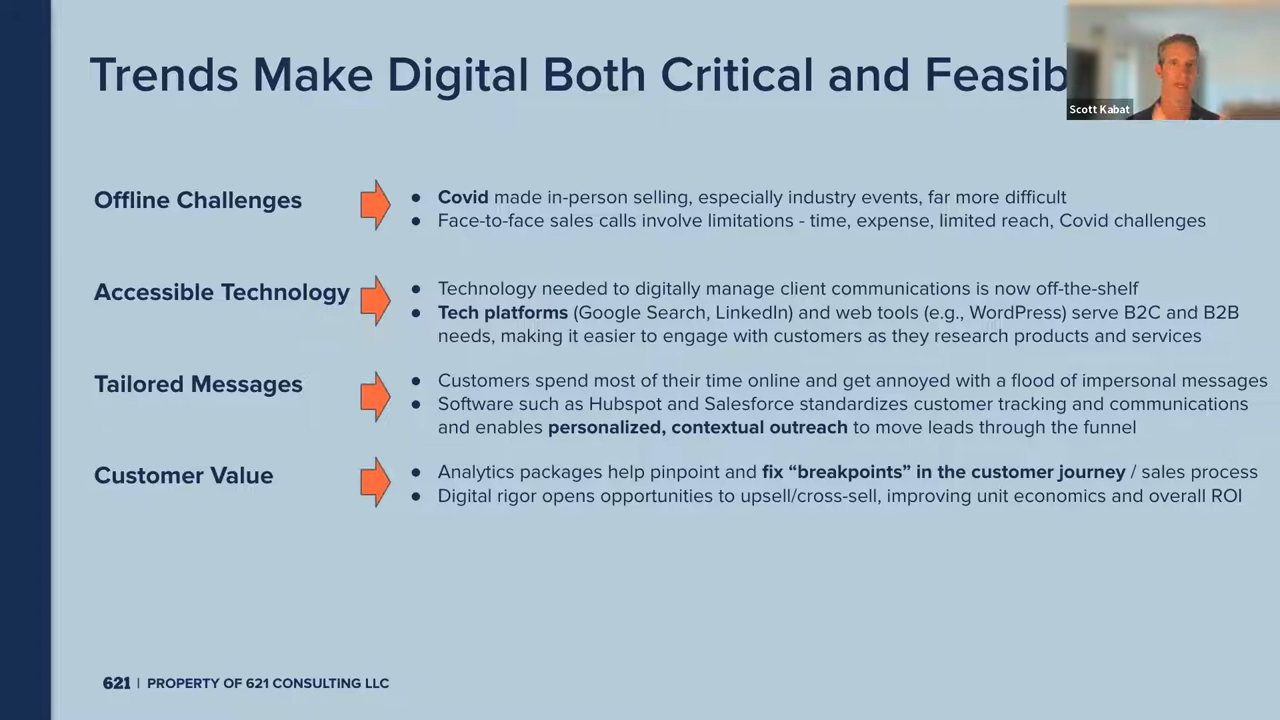 Trends Make Digital Both Critical and Feasib
Scott Kabat
Offline Challenges
● Covid made in-person selling, especially industry events, far more difficult
● Face-to-face sales calls involve limitations - time, expense, limited reach, Covid challenges
Accessible Technology
● Technology needed to digitally manage client communications is now off-the-shelf
● Tech platforms (Google Search, LinkedIn) and web tools (e.g., WordPress) serve B2C and B2B
needs, making it easier to engage with customers as they research products and services
Tailored Messages
● Customers spend most of their time online and get annoyed with a flood of impersonal messages
● Software such as Hubspot and Salesforce standardizes customer tracking and communications
and enables personalized, contextual outreach to move leads through the funnel
Customer Value
● Analytics packages help pinpoint and fix “breakpoints” in the customer journey / sales process
● Digital rigor opens opportunities to upsell/cross-sell, improving unit economics and overall ROI
621 | PROPERTY OF 621 CONSULTING LLC